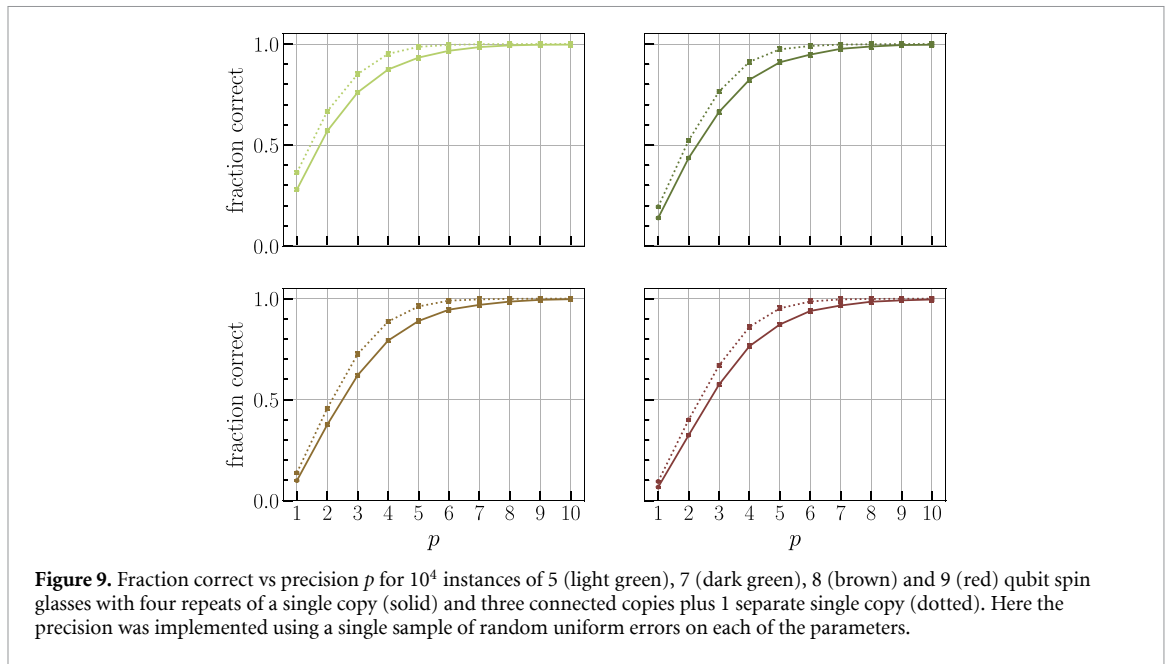 1.0
0.5
0.0
fraction correct
1.0
0.5
0.0
fraction correct
1 2 3 4 5 6 7 8 9 10
1 2 3 4 5 6 7 8 9 10
p
p
Figure 9. Fraction correct vs precision p for 10⁴ instances of 5 (light green), 7 (dark green), 8 (brown) and 9 (red) qubit spin
glasses with four repeats of a single copy (solid) and three connected copies plus 1 separate single copy (dotted). Here the
precision was implemented using a single sample of random uniform errors on each of the parameters.